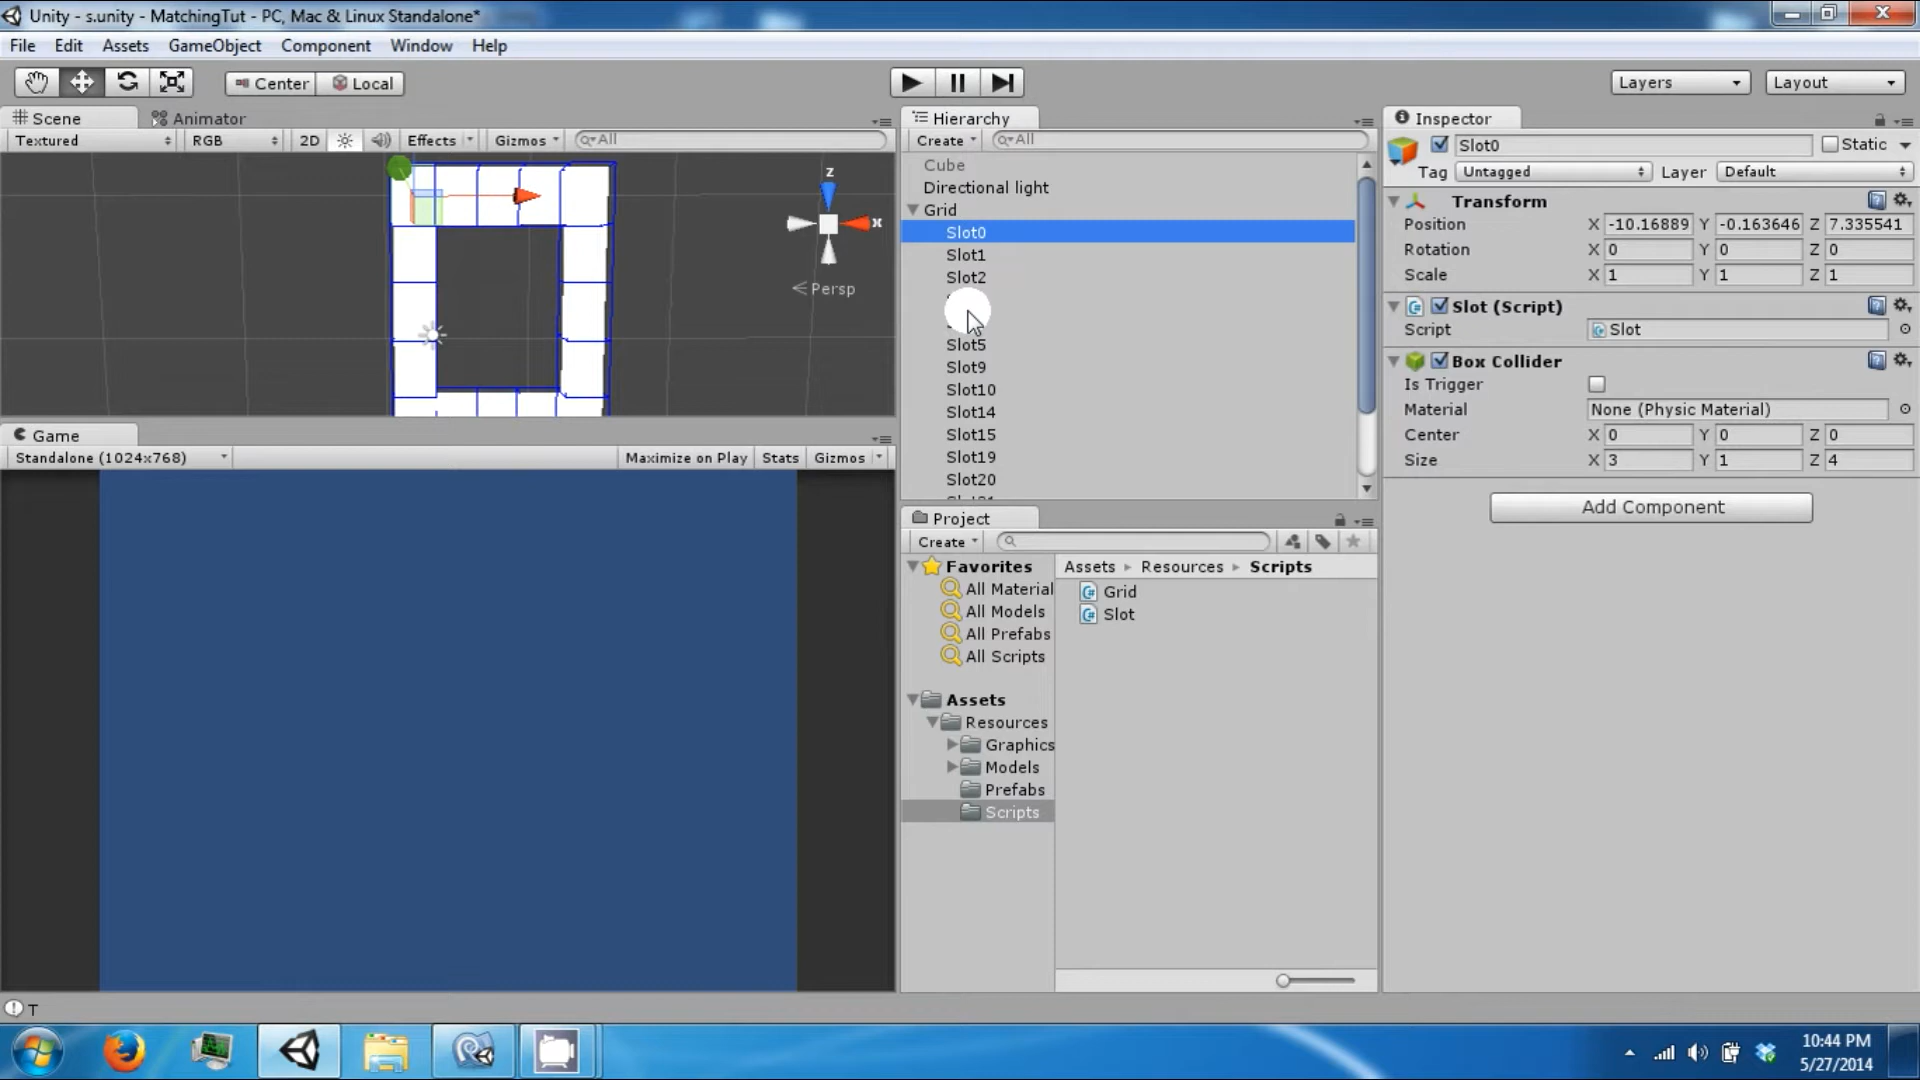 Unity - s.unity - MatchingTut - PC, Mac & Linux Standalone*
File Edit Assets GameObject Component Window Help
Center Local
Layers Layout
Scene Animator
Textured RGB 2D Effects Gizmos All
z
x
Persp
Game
Standalone (1024x768) Maximize on Play Stats Gizmos
Hierarchy
Create All
Cube
Directional light
Grid
Slot0
Slot1
Slot2
Slot5
Slot9
Slot10
Slot14
Slot15
Slot19
Slot20
Project
Create
Favorites
All Material
All Models
All Prefabs
All Scripts
Assets
Resources
Graphics
Models
Prefabs
Scripts
Assets Resources Scripts
Grid
Slot
Inspector
Slot0 Static
Tag Untagged Layer Default
Transform
Position X -10.16889 Y -0.163646 Z 7.335541
Rotation X 0 Y 0 Z 0
Scale X 1 Y 1 Z 1
Slot (Script)
Script Slot
Box Collider
Is Trigger
Material None (Physic Material)
Center X 0 Y 0 Z 0
Size X 3 Y 1 Z 4
Add Component
T
10:44 PM
5/27/2014